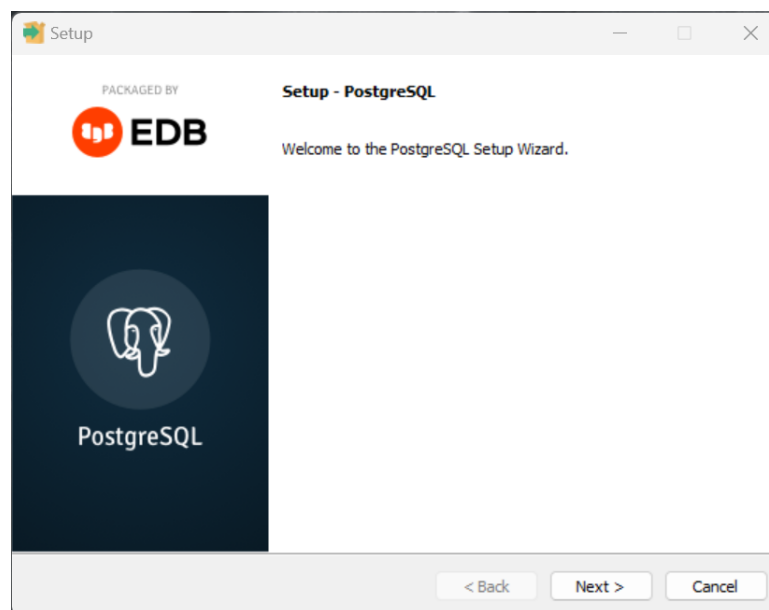 Setup
PACKAGED BY
EDB
Setup - PostgreSQL
Welcome to the PostgreSQL Setup Wizard.
PostgreSQL
< Back
Next >
Cancel